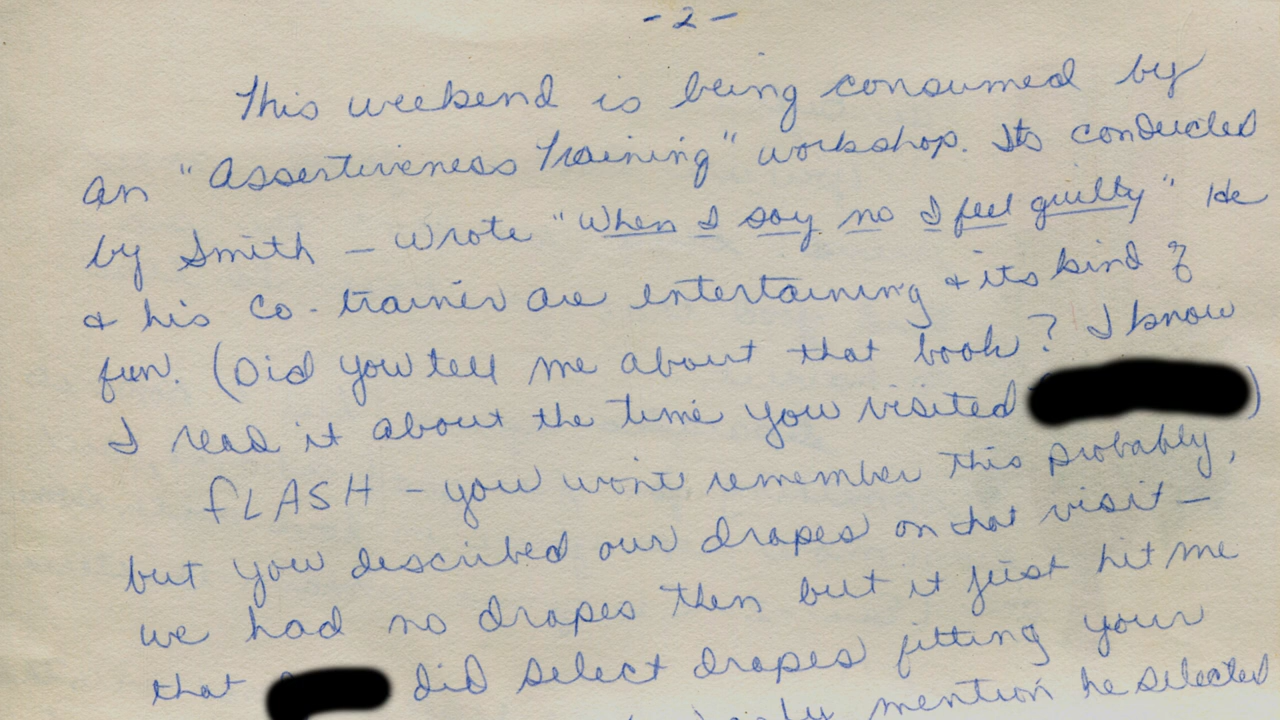 -2-
This weekend is being consumed by
an "Assertiveness Training" workshop. Its conducted
by Smith - wrote "When I say no I feel guilty" He
& his co-trainer are entertaining & its kind of
fun. (Did you tell me about that book? I know
I read it about the time you visited )
FLASH - you wont remember this probably,
but you described our drapes on that visit -
we had no drapes then but it just hit me
that did select drapes fitting your
mention he selected